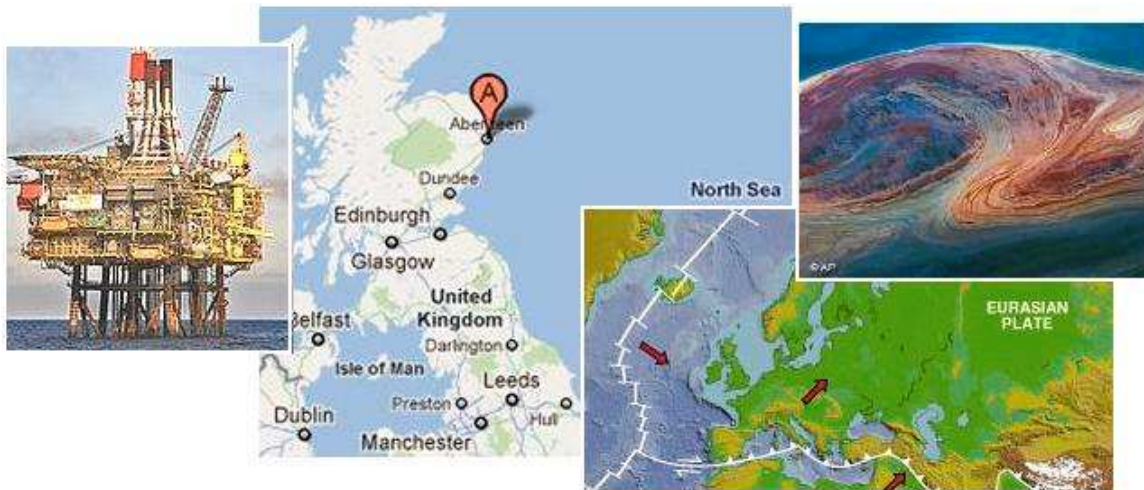 A
Aberdeen
Dundee
North Sea
Edinburgh
Glasgow
United
Kingdom
Belfast
Darlington
Isle of Man
Leeds
Preston
Hull
Dublin
Manchester
© AP
EURASIAN
PLATE